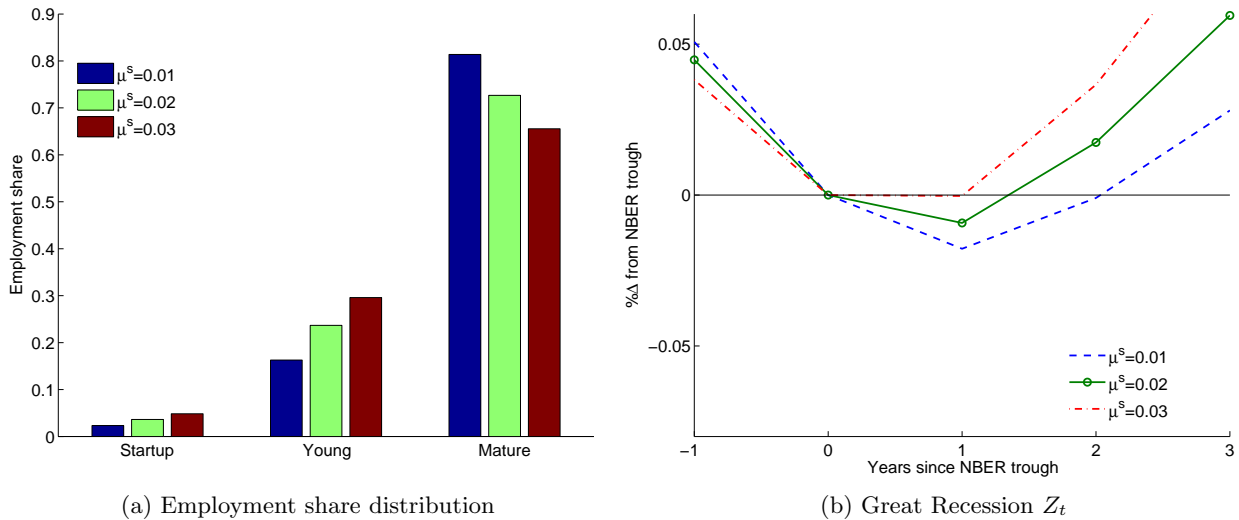 0.9
0.8
0.7
0.6
0.5
0.4
0.3
0.2
0.1
0
Employment share
μˢ=0.01
μˢ=0.02
μˢ=0.03
Startup Young Mature
(a) Employment share distribution
0.05
0
−0.05
%Δ from NBER trough
μˢ=0.01
μˢ=0.02
μˢ=0.03
−1 0 1 2 3
Years since NBER trough
(b) Great Recession Zₜ